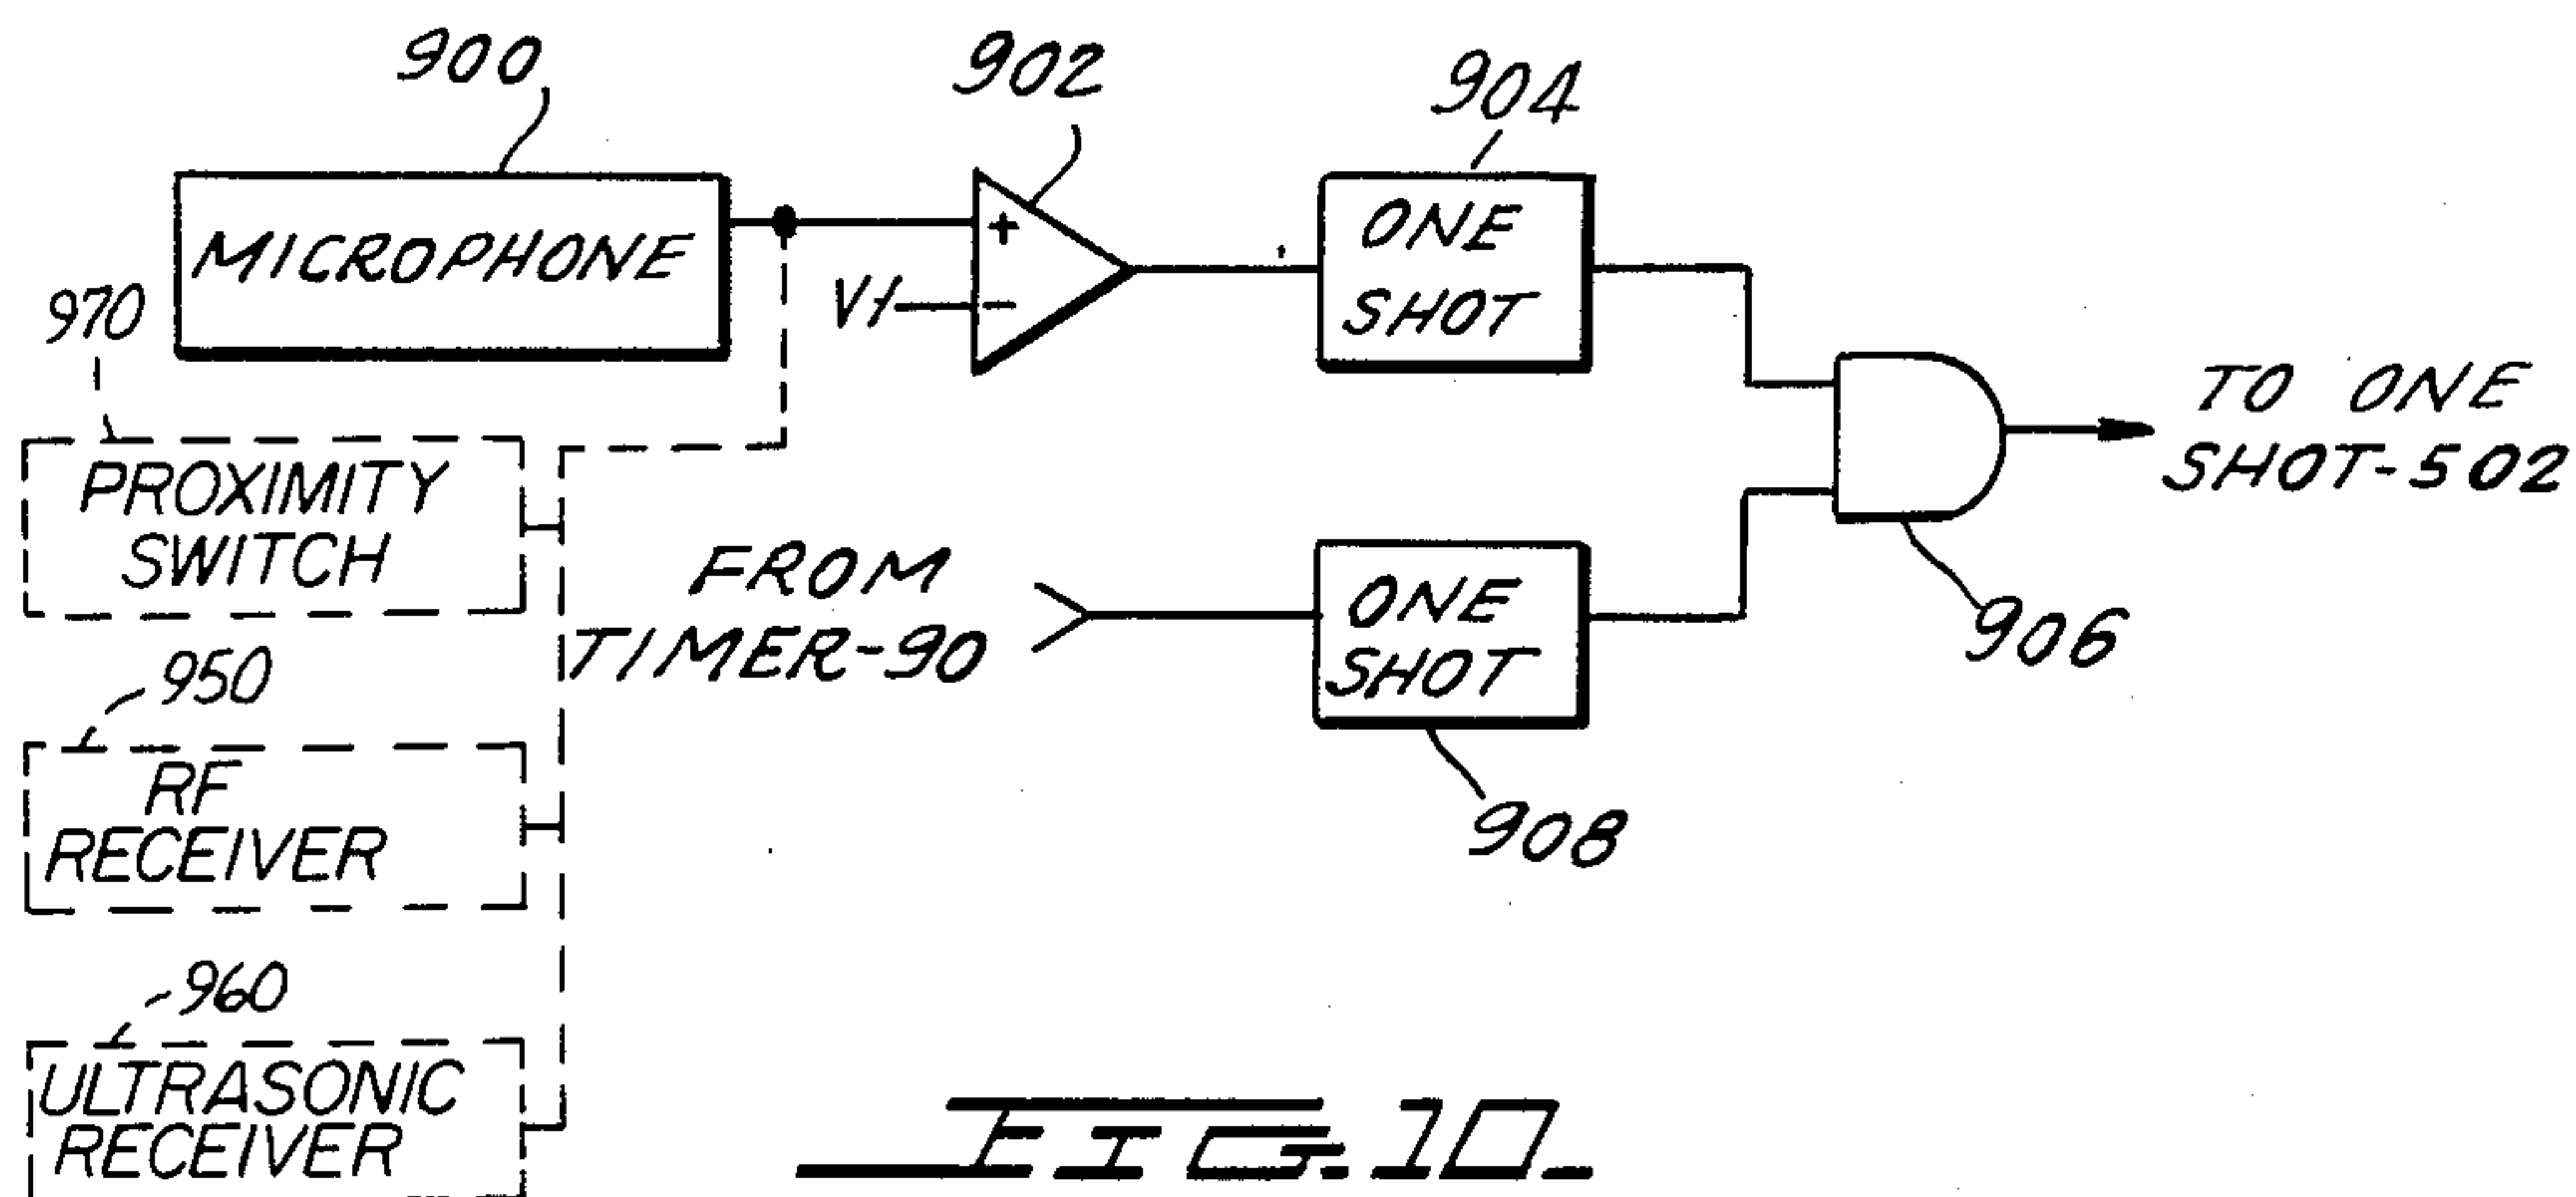 900
902
904
MICROPHONE
+
Vt
-
ONE
SHOT
970
PROXIMITY
SWITCH
TO ONE
SHOT-502
FROM
TIMER-90
ONE
SHOT
906
950
RF
RECEIVER
908
960
ULTRASONIC
RECEIVER
FIG. 10.